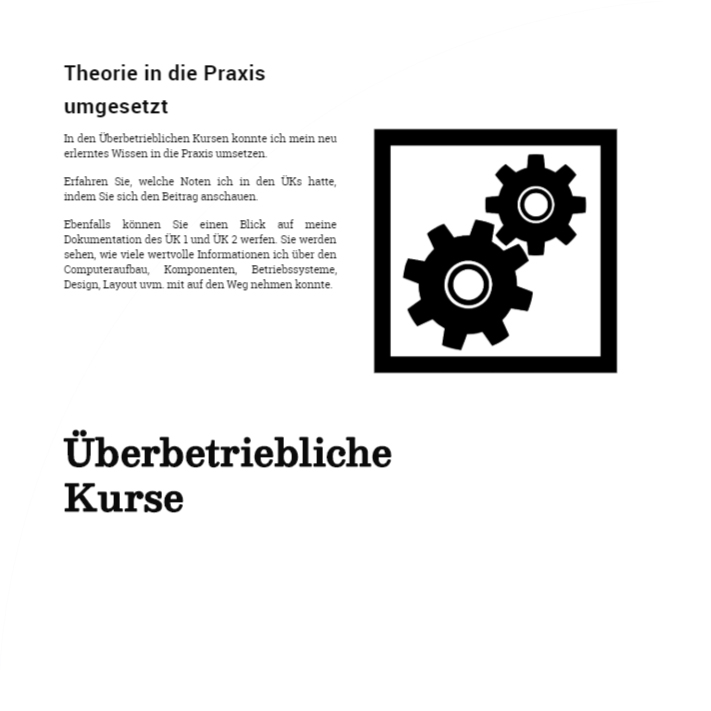 Theorie in die Praxis
umgesetzt
In den Überbetrieblichen Kursen konnte ich mein neu
erlerntes Wissen in die Praxis umsetzen.
Erfahren Sie, welche Noten ich in den ÜKs hatte,
indem Sie sich den Beitrag anschauen.
Ebenfalls können Sie einen Blick auf meine
Dokumentation des ÜK 1 und ÜK 2 werfen. Sie werden
sehen, wie viele wertvolle Informationen ich über den
Computeraufbau, Komponenten, Betriebssysteme,
Design, Layout uvm. mit auf den Weg nehmen konnte.
Überbetriebliche
Kurse